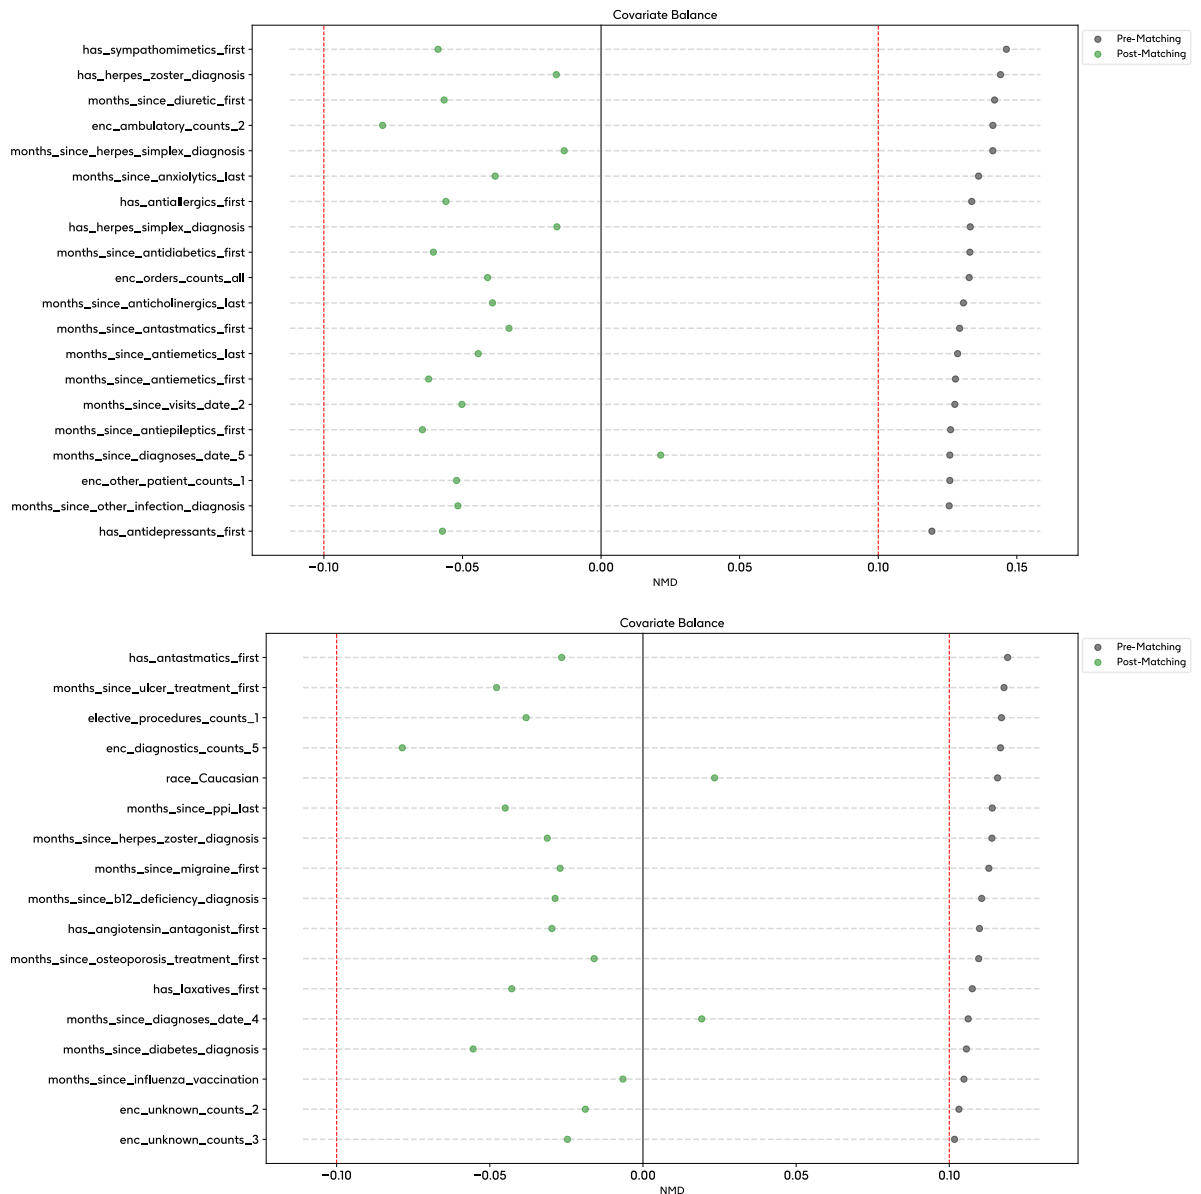 Covariate Balance
has_sympathomimetics_first
has_herpes_zoster_diagnosis
months_since_diuretic_first
enc_ambulatory_counts_2
months_since_herpes_simplex_diagnosis
months_since_anxiolytics_last
has_antiallergics_first
has_herpes_simplex_diagnosis
months_since_antidiabetics_first
enc_orders_counts_all
months_since_anticholinergics_last
months_since_antastmatics_first
months_since_antiemetics_last
months_since_antiemetics_first
months_since_visits_date_2
months_since_antiepileptics_first
months_since_diagnoses_date_5
enc_other_patient_counts_1
months_since_other_infection_diagnosis
has_antidepressants_first
−0.10 −0.05 0.00 0.05 0.10 0.15
NMD
Pre-Matching
Post-Matching
Covariate Balance
has_antastmatics_first
months_since_ulcer_treatment_first
elective_procedures_counts_1
enc_diagnostics_counts_5
race_Caucasian
months_since_ppi_last
months_since_herpes_zoster_diagnosis
months_since_migraine_first
months_since_b12_deficiency_diagnosis
has_angiotensin_antagonist_first
months_since_osteoporosis_treatment_first
has_laxatives_first
months_since_diagnoses_date_4
months_since_diabetes_diagnosis
months_since_influenza_vaccination
enc_unknown_counts_2
enc_unknown_counts_3
−0.10 −0.05 0.00 0.05 0.10
NMD
Pre-Matching
Post-Matching